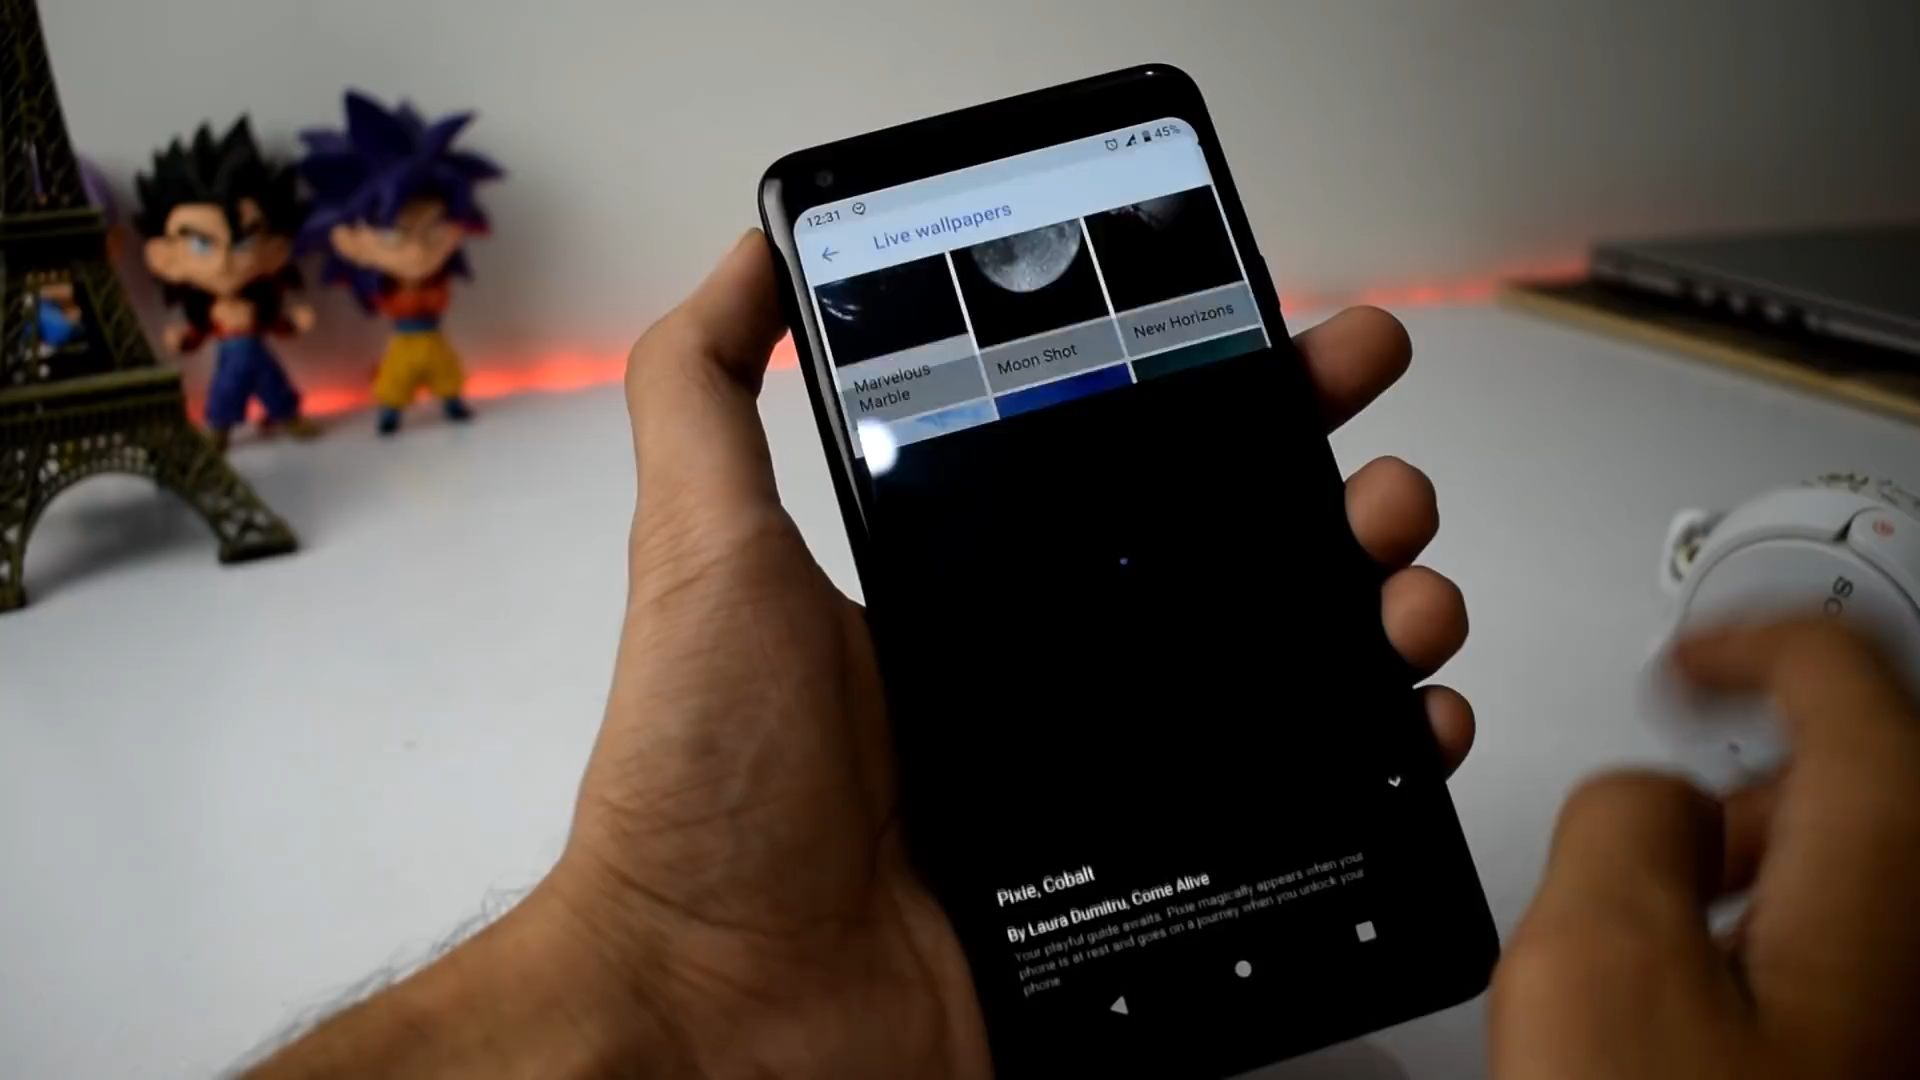 12:31
45%
Live wallpapers
Marvelous
Marble
Moon Shot
New Horizons
Pixie, Cobalt
By Laura Dumitru, Come Alive
Your playful guide awaits. Pixie magically appears when your
phone is at rest and goes on a journey when you unlock your
phone